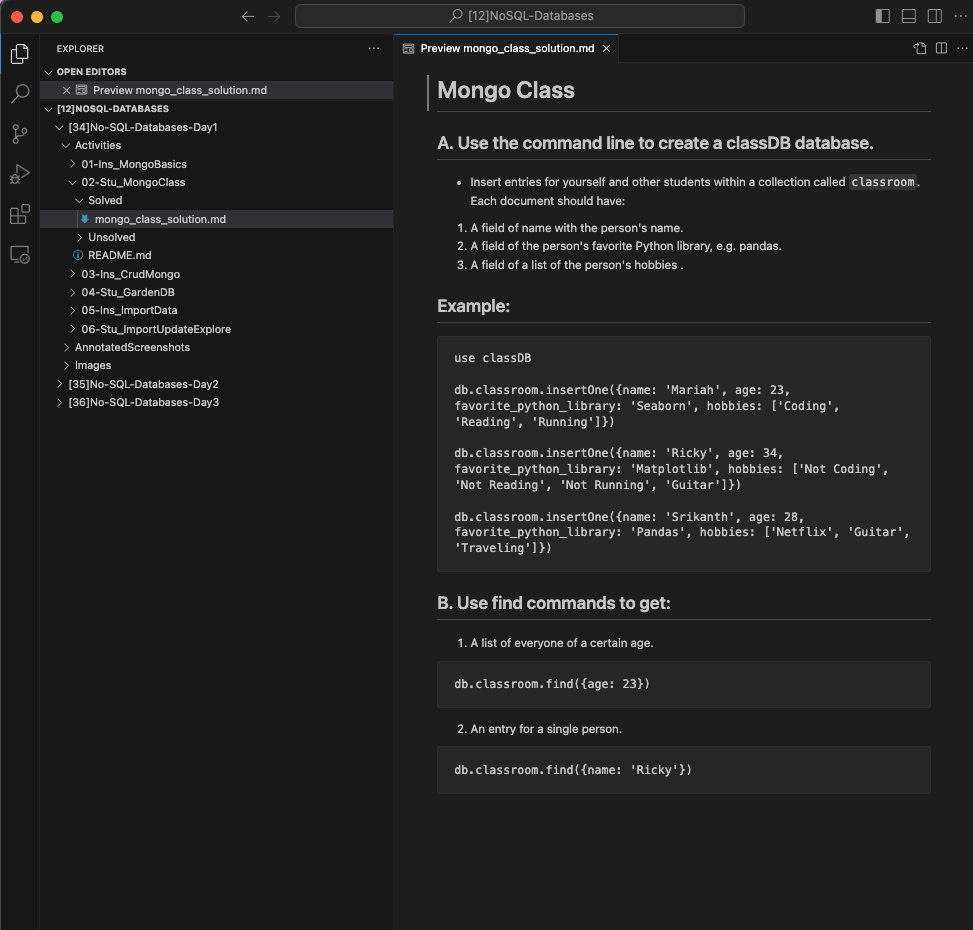 [12]NoSQL-Databases
EXPLORER
OPEN EDITORS
Preview mongo_class_solution.md
[12]NOSQL-DATABASES
[34]No-SQL-Databases-Day1
Activities
01-Ins_MongoBasics
02-Stu_MongoClass
Solved
mongo_class_solution.md
Unsolved
README.md
03-Ins_CrudMongo
04-Stu_GardenDB
05-Ins_ImportData
06-Stu_ImportUpdateExplore
AnnotatedScreenshots
Images
[35]No-SQL-Databases-Day2
[36]No-SQL-Databases-Day3
Preview mongo_class_solution.md
Mongo Class
A. Use the command line to create a classDB database.
• Insert entries for yourself and other students within a collection called classroom.
Each document should have:
1. A field of name with the person's name.
2. A field of the person's favorite Python library, e.g. pandas.
3. A field of a list of the person's hobbies .
Example:
use classDB
db.classroom.insertOne({name: 'Mariah', age: 23,
favorite_python_library: 'Seaborn', hobbies: ['Coding',
'Reading', 'Running']})
db.classroom.insertOne({name: 'Ricky', age: 34,
favorite_python_library: 'Matplotlib', hobbies: ['Not Coding',
'Not Reading', 'Not Running', 'Guitar']})
db.classroom.insertOne({name: 'Srikanth', age: 28,
favorite_python_library: 'Pandas', hobbies: ['Netflix', 'Guitar',
'Traveling']})
B. Use find commands to get:
1. A list of everyone of a certain age.
db.classroom.find({age: 23})
2. An entry for a single person.
db.classroom.find({name: 'Ricky'})